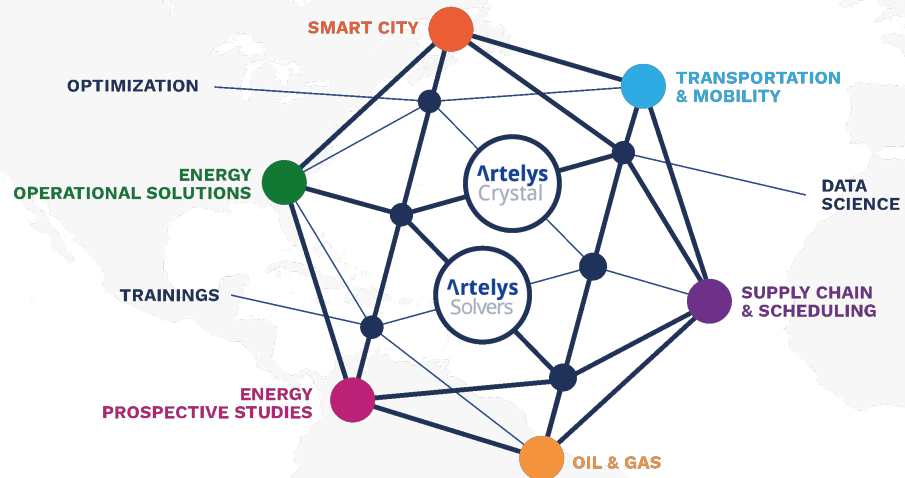 SMART CITY
OPTIMIZATION
TRANSPORTATION
& MOBILITY
Artelys
Crystal
ENERGY
OPERATIONAL SOLUTIONS
DATA
SCIENCE
Artelys
Solvers
TRAININGS
SUPPLY CHAIN
& SCHEDULING
ENERGY
PROSPECTIVE STUDIES
OIL & GAS